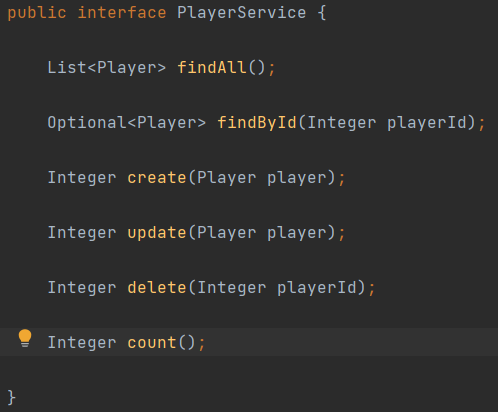 public interface PlayerService {
List<Player> findAll();
Optional<Player> findById(Integer playerId);
Integer create(Player player);
Integer update(Player player);
Integer delete(Integer playerId);
Integer count();
}